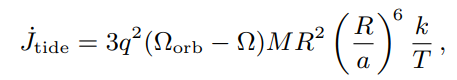 J̇_tide = 3q²(Ω_orb − Ω)MR² (R/a)⁶ k/T ,